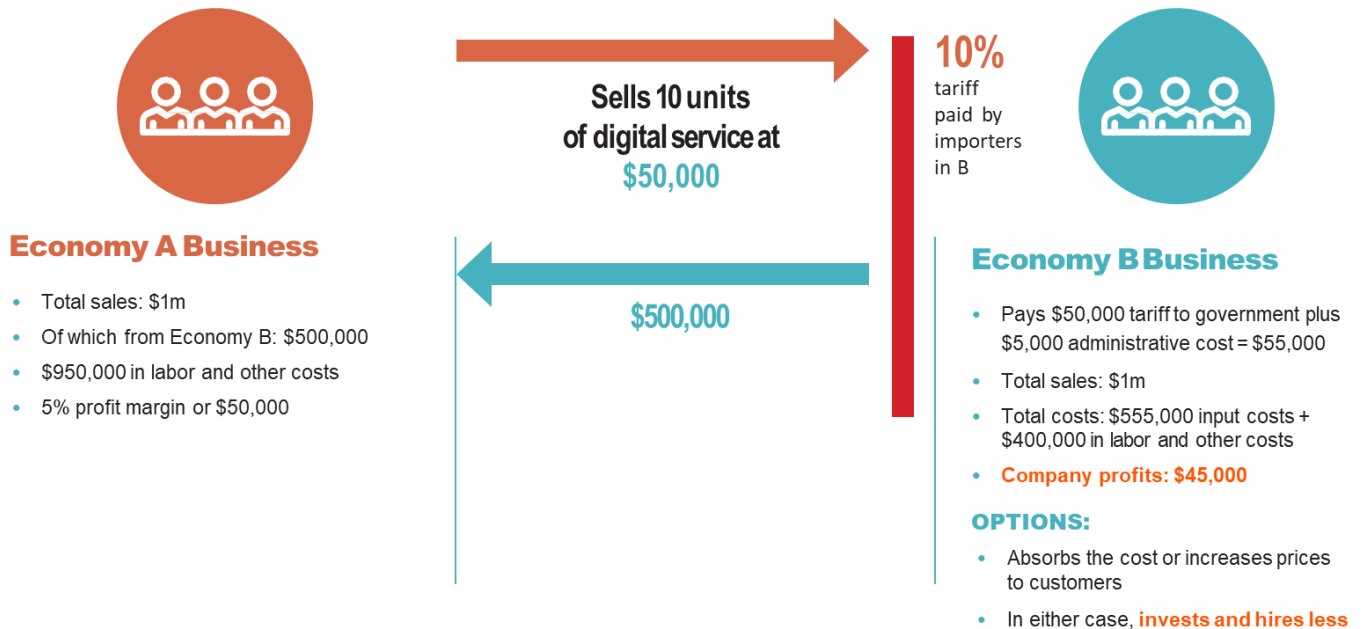 Sells 10 units
of digital service at
$50,000
10%
tariff
paid by
importers
in B
Economy A Business
• Total sales: $1m
• Of which from Economy B: $500,000
• $950,000 in labor and other costs
• 5% profit margin or $50,000
$500,000
Economy B Business
• Pays $50,000 tariff to government plus
$5,000 administrative cost = $55,000
• Total sales: $1m
• Total costs: $555,000 input costs +
$400,000 in labor and other costs
• Company profits: $45,000
OPTIONS:
• Absorbs the cost or increases prices
to customers
• In either case, invests and hires less